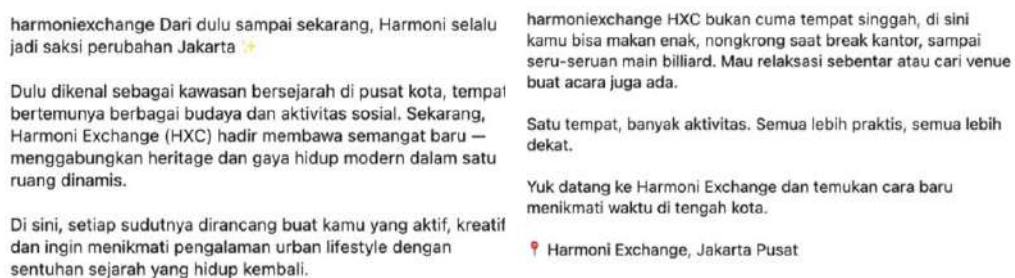 harmoniexchange Dari dulu sampai sekarang, Harmoni selalu
jadi saksi perubahan Jakarta ✨
Dulu dikenal sebagai kawasan bersejarah di pusat kota, tempat
bertemunya berbagai budaya dan aktivitas sosial. Sekarang,
Harmoni Exchange (HXC) hadir membawa semangat baru —
menggabungkan heritage dan gaya hidup modern dalam satu
ruang dinamis.
Di sini, setiap sudutnya dirancang buat kamu yang aktif, kreatif
dan ingin menikmati pengalaman urban lifestyle dengan
sentuhan sejarah yang hidup kembali.
harmoniexchange HXC bukan cuma tempat singgah, di sini
kamu bisa makan enak, nongkrong saat break kantor, sampai
seru-seruan main billiard. Mau relaksasi sebentar atau cari venue
buat acara juga ada.
Satu tempat, banyak aktivitas. Semua lebih praktis, semua lebih
dekat.
Yuk datang ke Harmoni Exchange dan temukan cara baru
menikmati waktu di tengah kota.
📍 Harmoni Exchange, Jakarta Pusat